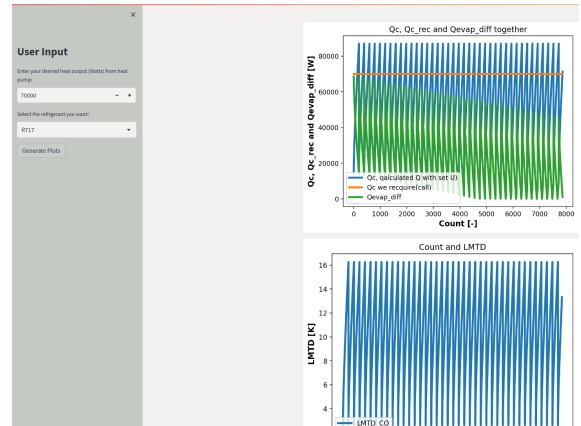 ×
User Input
Enter your desired heat output (Watts) from heat
pump:
70000
− +
Select the refrigerant you want:
R717
Generate Plots
Qc, Qc_rec and Qevap_diff together
Qc, Qc_rec and Qevap_diff [W]
80000
60000
40000
20000
0
Qc, qalculated Q with set U)
Qc we recquire(call)
Qevap_diff
0 1000 2000 3000 4000 5000 6000 7000 8000
Count [-]
Count and LMTD
LMTD [K]
16
14
12
10
8
6
4
LMTD_CO